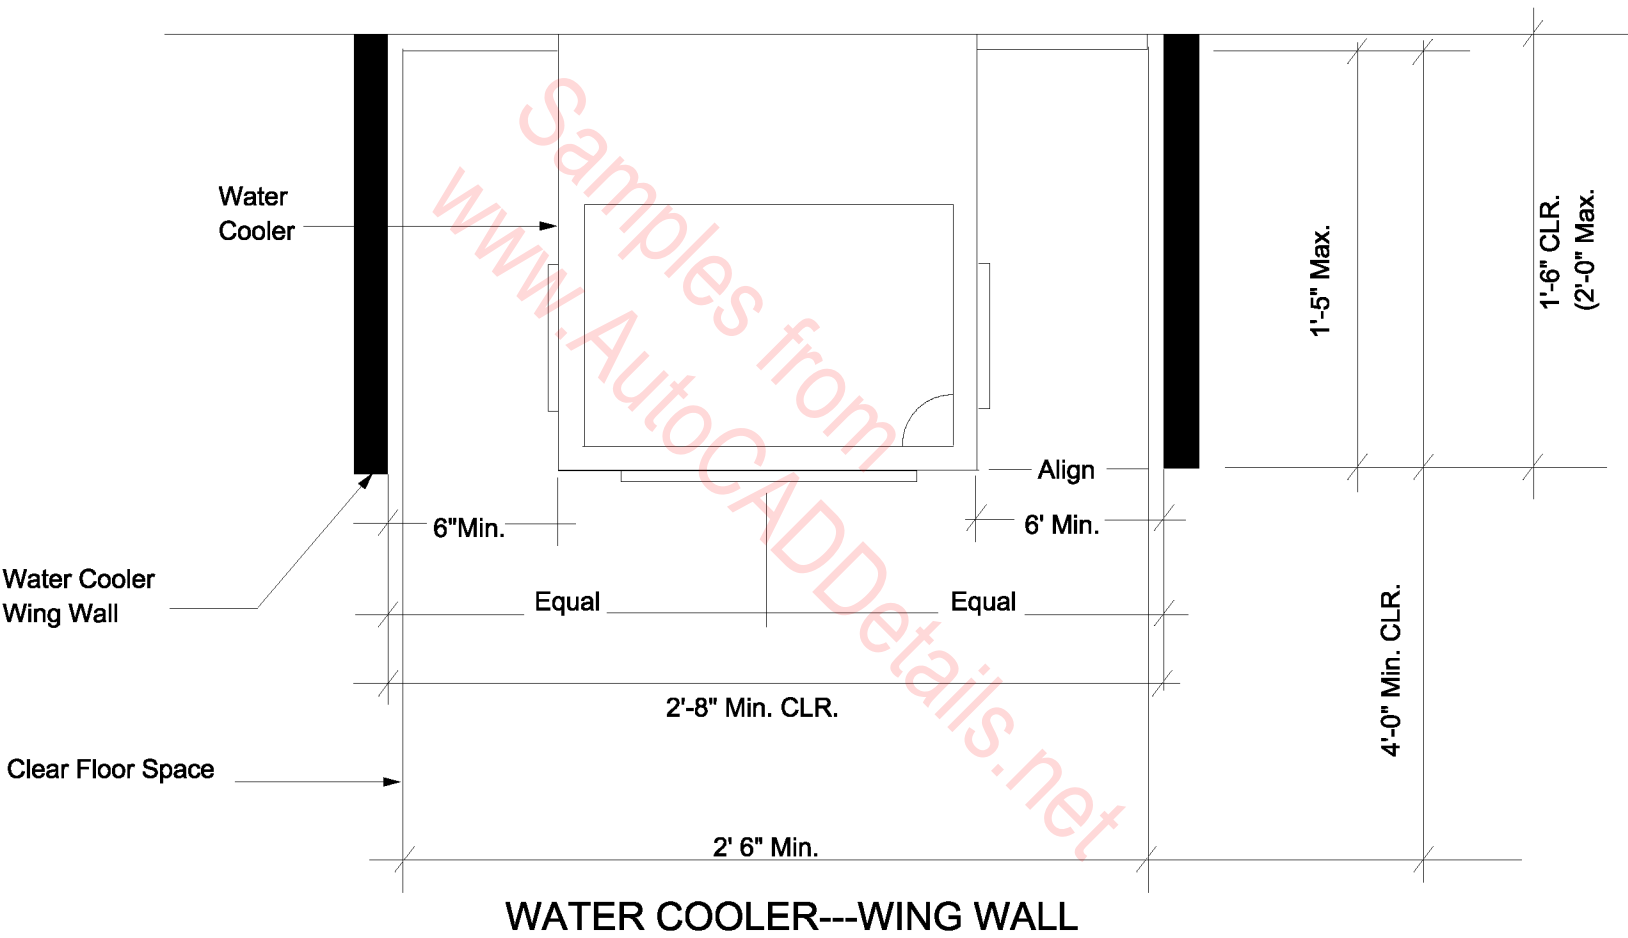 Water
Cooler
1'-5" Max.
1'-6" CLR.
(2'-0" Max.
Align
6"Min.
6' Min.
Water Cooler
Wing Wall
Equal
Equal
4'-0" Min. CLR.
2'-8" Min. CLR.
Clear Floor Space
2' 6" Min.
WATER COOLER---WING WALL
Samples from
www.AutoCADDetails.net